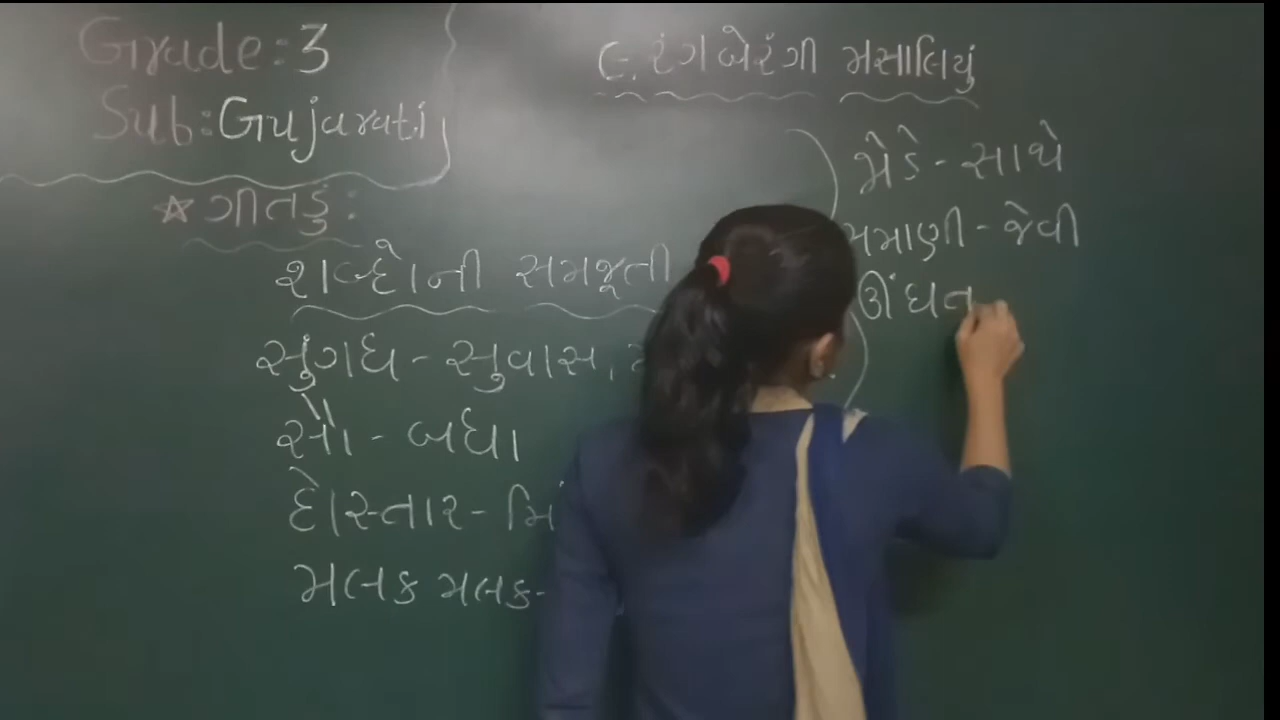 Grade:3
Sub:Gujarati
૯. રંગબેરંગી મસાલિયું
★ગીતડું:
શબ્દોની સમજૂતી
સુગંધ - સુવાસ,
સૌ - બધા
દોસ્તાર-
મલક મલક-
ભેડે - સાથે
સમાણી - જેવી
ઊંઘત